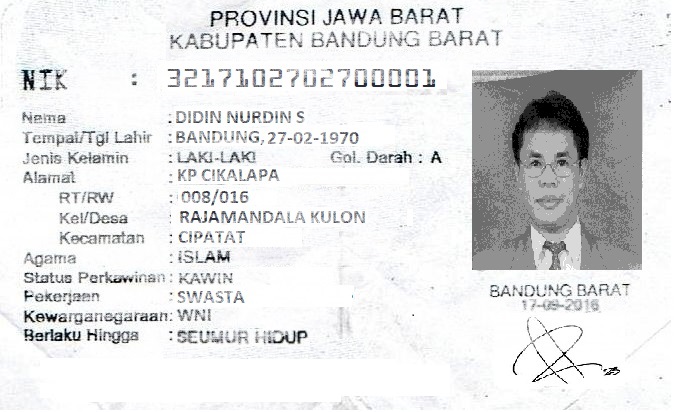 PROVINSI JAWA BARAT
KABUPATEN BANDUNG BARAT
NIK : 3217102702700001
Nama : DIDIN NURDIN S
Tempat/Tgl Lahir : BANDUNG, 27-02-1970
Jenis Kelamin : LAKI-LAKI Gol. Darah : A
Alamat : KP CIKALAPA
RT/RW : 008/016
Kel/Desa : RAJAMANDALA KULON
Kecamatan : CIPATAT
Agama : ISLAM
Status Perkawinan : KAWIN
Pekerjaan : SWASTA
Kewarganegaraan : WNI
Berlaku Hingga : SEUMUR HIDUP
BANDUNG BARAT
17-09-2016